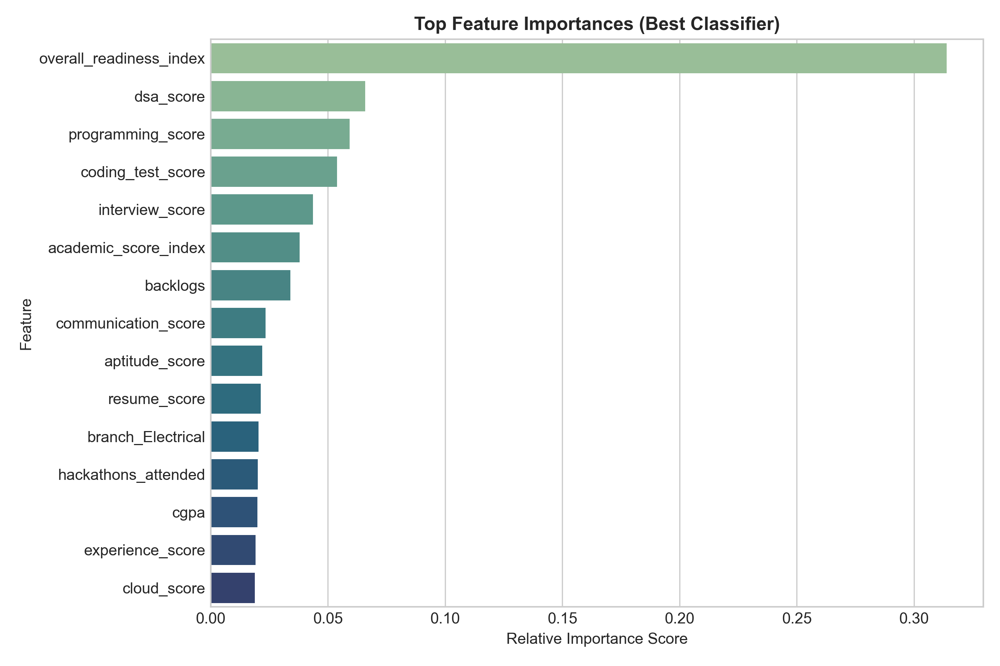 Top Feature Importances (Best Classifier)
overall_readiness_index
dsa_score
programming_score
coding_test_score
interview_score
academic_score_index
backlogs
communication_score
aptitude_score
resume_score
branch_Electrical
hackathons_attended
cgpa
experience_score
cloud_score
Feature
0.00 0.05 0.10 0.15 0.20 0.25 0.30
Relative Importance Score